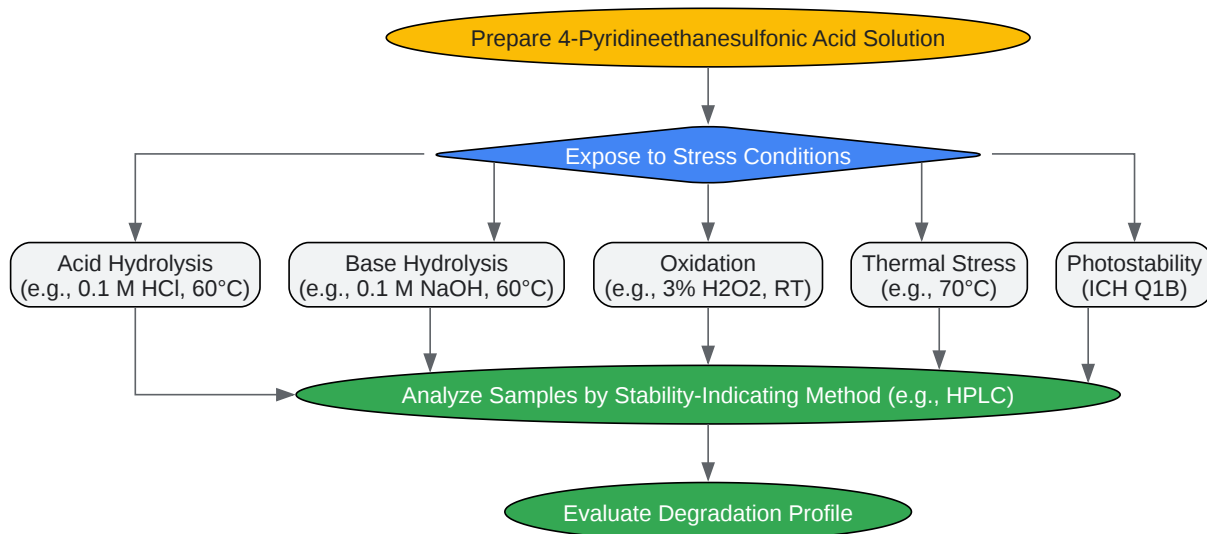 Prepare 4-Pyridineethanesulfonic Acid Solution
Expose to Stress Conditions
Acid Hydrolysis
(e.g., 0.1 M HCl, 60°C)
Base Hydrolysis
(e.g., 0.1 M NaOH, 60°C)
Oxidation
(e.g., 3% H2O2, RT)
Thermal Stress
(e.g., 70°C)
Photostability
(ICH Q1B)
Analyze Samples by Stability-Indicating Method (e.g., HPLC)
Evaluate Degradation Profile